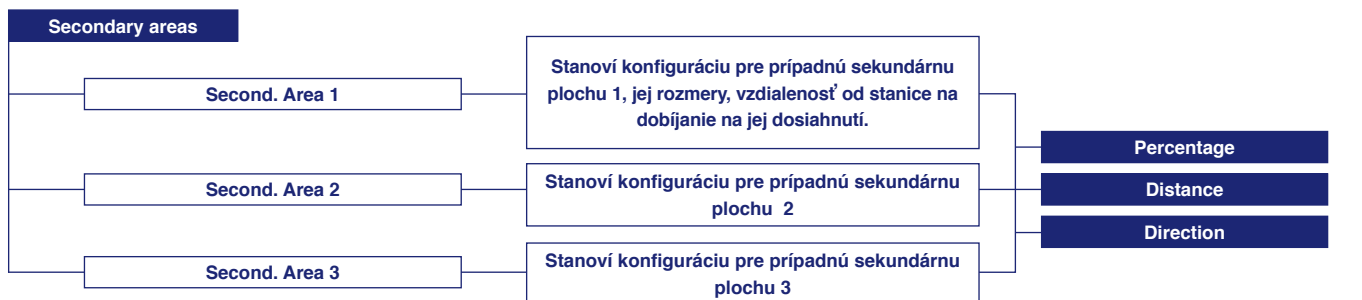 Secondary areas
Second. Area 1
Stanoví konfiguráciu pre prípadnú sekundárnu
plochu 1, jej rozmery, vzdialenosť od stanice na
dobíjanie na jej dosiahnutí.
Second. Area 2
Stanoví konfiguráciu pre prípadnú sekundárnu
plochu 2
Second. Area 3
Stanoví konfiguráciu pre prípadnú sekundárnu
plochu 3
Percentage
Distance
Direction